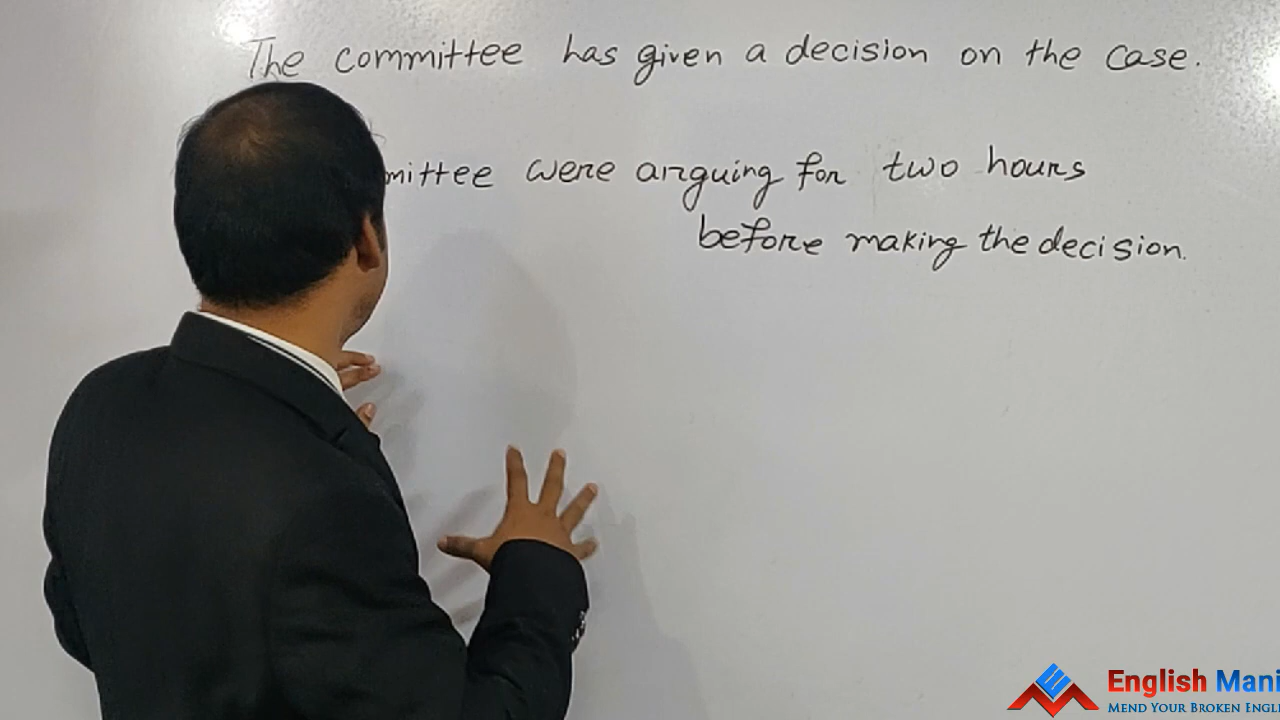 The committee has given a decision on the case.
mittee were arguing for two hours
before making the decision.
English Mani
MEND YOUR BROKEN ENGL